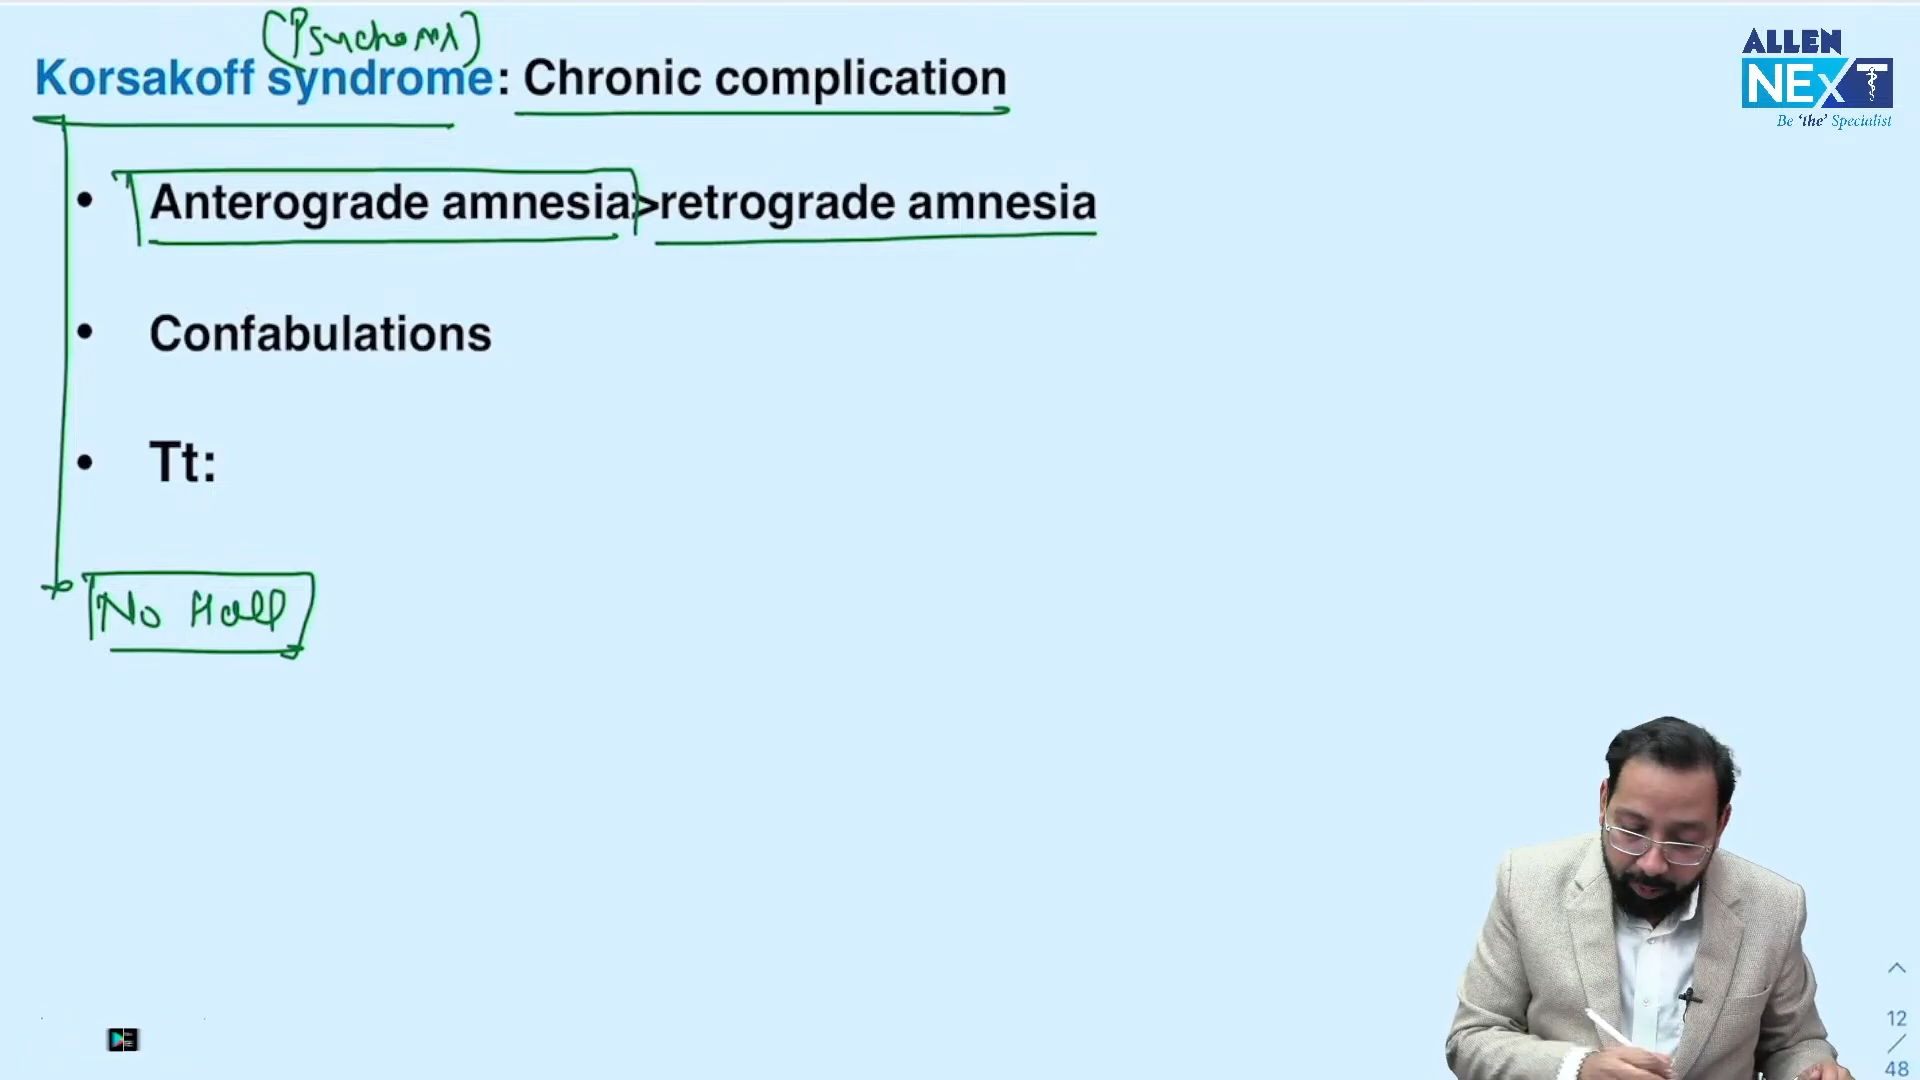 (Psychosis)
Korsakoff syndrome: Chronic complication
• Anterograde amnesia>retrograde amnesia
• Confabulations
• Tt:
No Hall
ALLEN
NExT
Be 'the' Specialist
12
/
48